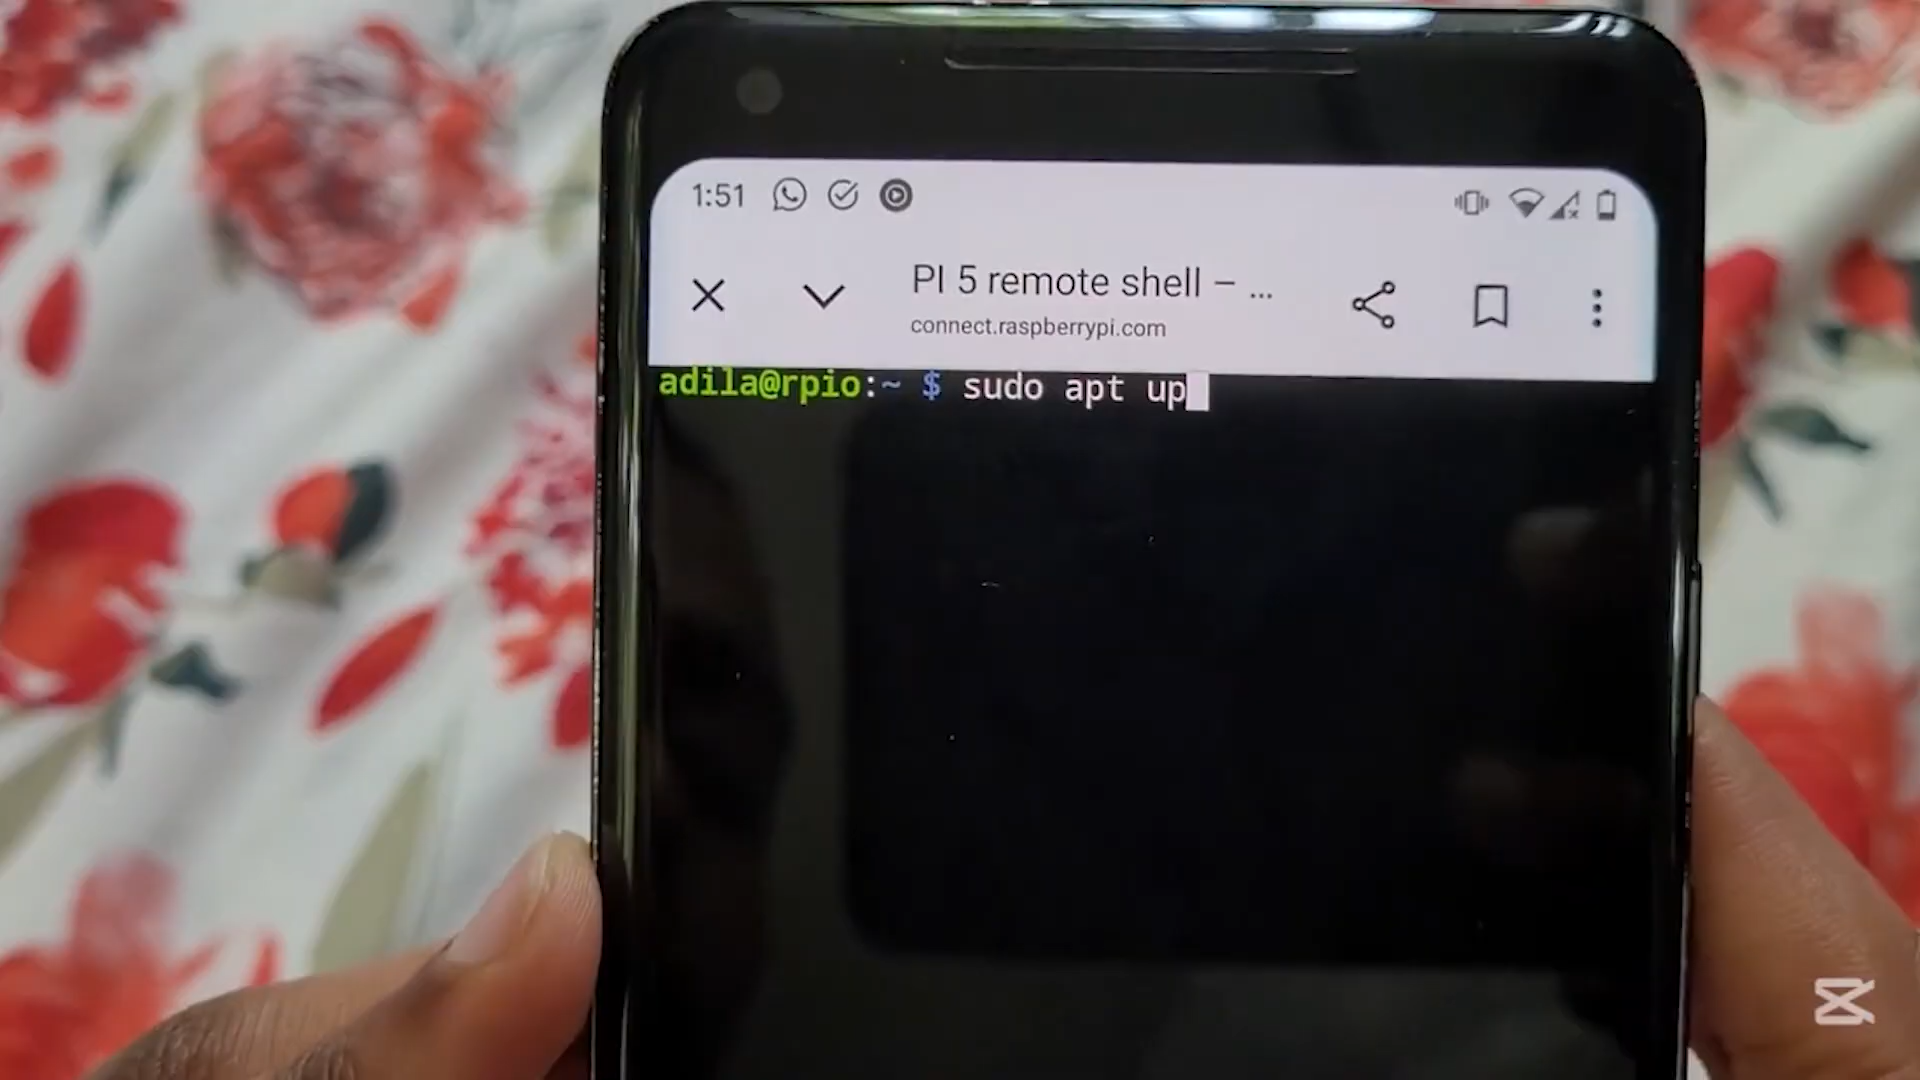 1:51
PI 5 remote shell – ...
connect.raspberrypi.com
adila@rpio:~ $ sudo apt up